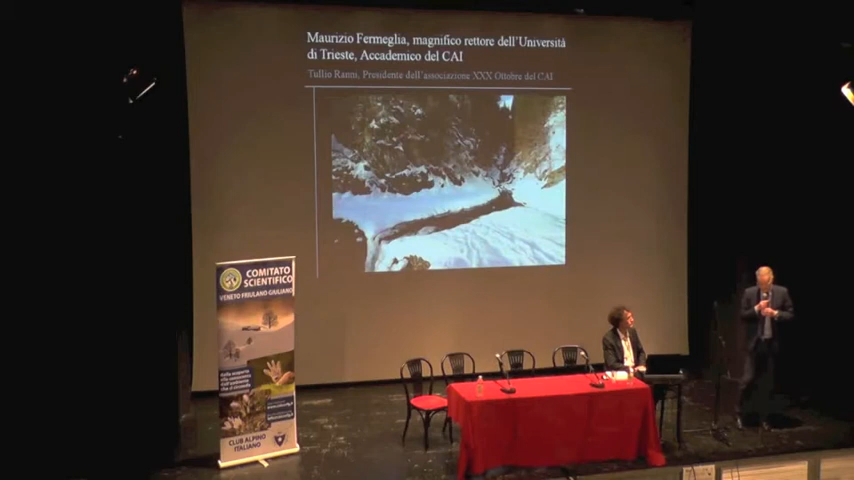 Maurizio Fermeglia, magnifico rettore dell'Universitá
di Trieste, Accademico del CAI
Tullio Ranni, Presidente dell'associazione XXX Ottobre del CAI
COMITATO
SCIENTIFICO
VENETO FRIULANO GIULIANO
CLUB ALPINO
ITALIANO